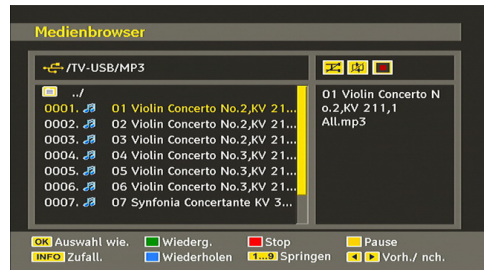 Medienbrowser
/TV-USB/MP3
../
0001. 01 Violin Concerto No.2,KV 21...
0002. 02 Violin Concerto No.2,KV 21...
0003. 03 Violin Concerto No.2,KV 21...
0004. 04 Violin Concerto No.3,KV 21...
0005. 05 Violin Concerto No.3,KV 21...
0006. 06 Violin Concerto No.3,KV 21...
0007. 07 Synfonia Concertante KV 3...
01 Violin Concerto N
o.2,KV 211,1
All.mp3
OK Auswahl wie. Wiederg. Stop Pause
INFO Zufall. Wiederholen 1...9 Springen Vorh./ nch.